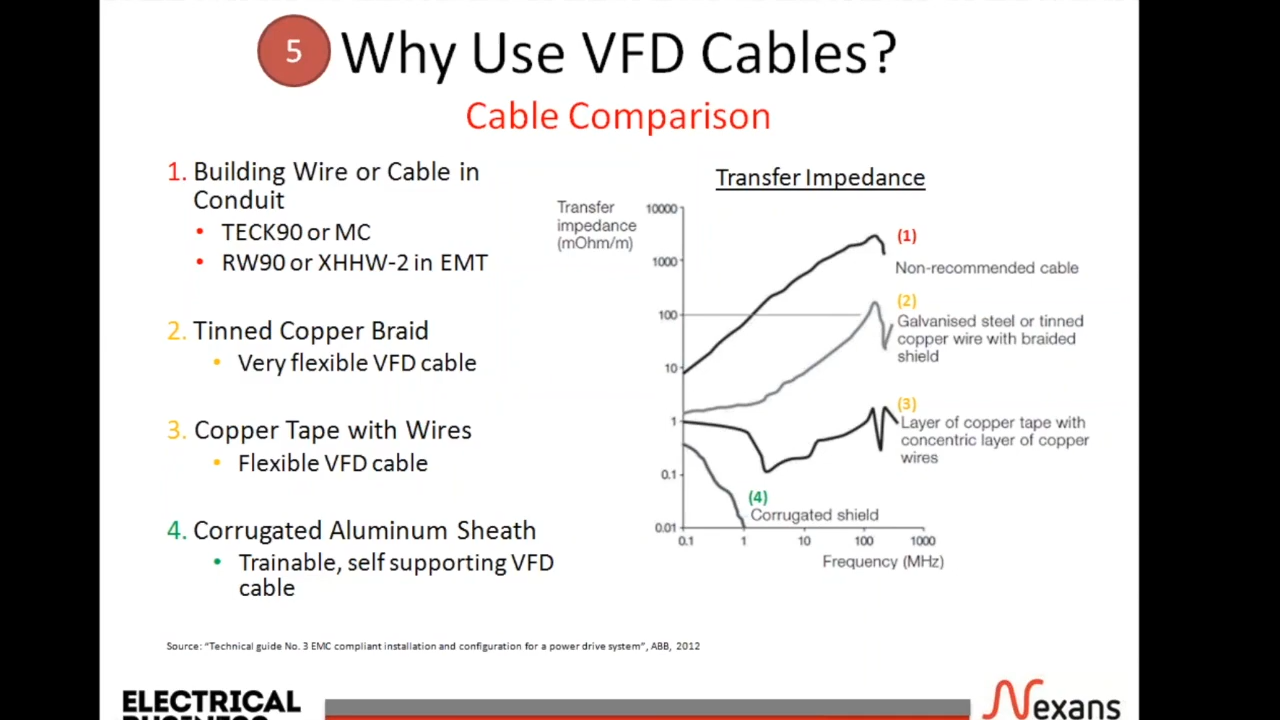 5 Why Use VFD Cables?
Cable Comparison
1. Building Wire or Cable in
Conduit
• TECK90 or MC
• RW90 or XHHW-2 in EMT
2. Tinned Copper Braid
• Very flexible VFD cable
3. Copper Tape with Wires
• Flexible VFD cable
4. Corrugated Aluminum Sheath
• Trainable, self supporting VFD
cable
Transfer Impedance
Transfer
impedance
(mOhm/m)
10000
1000
100
10
1
0.1
0.01
0.1 1 10 100 1000
Frequency (MHz)
(1)
Non-recommended cable
(2)
Galvanised steel or tinned
copper wire with braided
shield
(3)
Layer of copper tape with
concentric layer of copper
wires
(4)
Corrugated shield
Source: "Technical guide No. 3 EMC compliant installation and configuration for a power drive system", ABB, 2012
ELECTRICAL
BUSINESS
Nexans